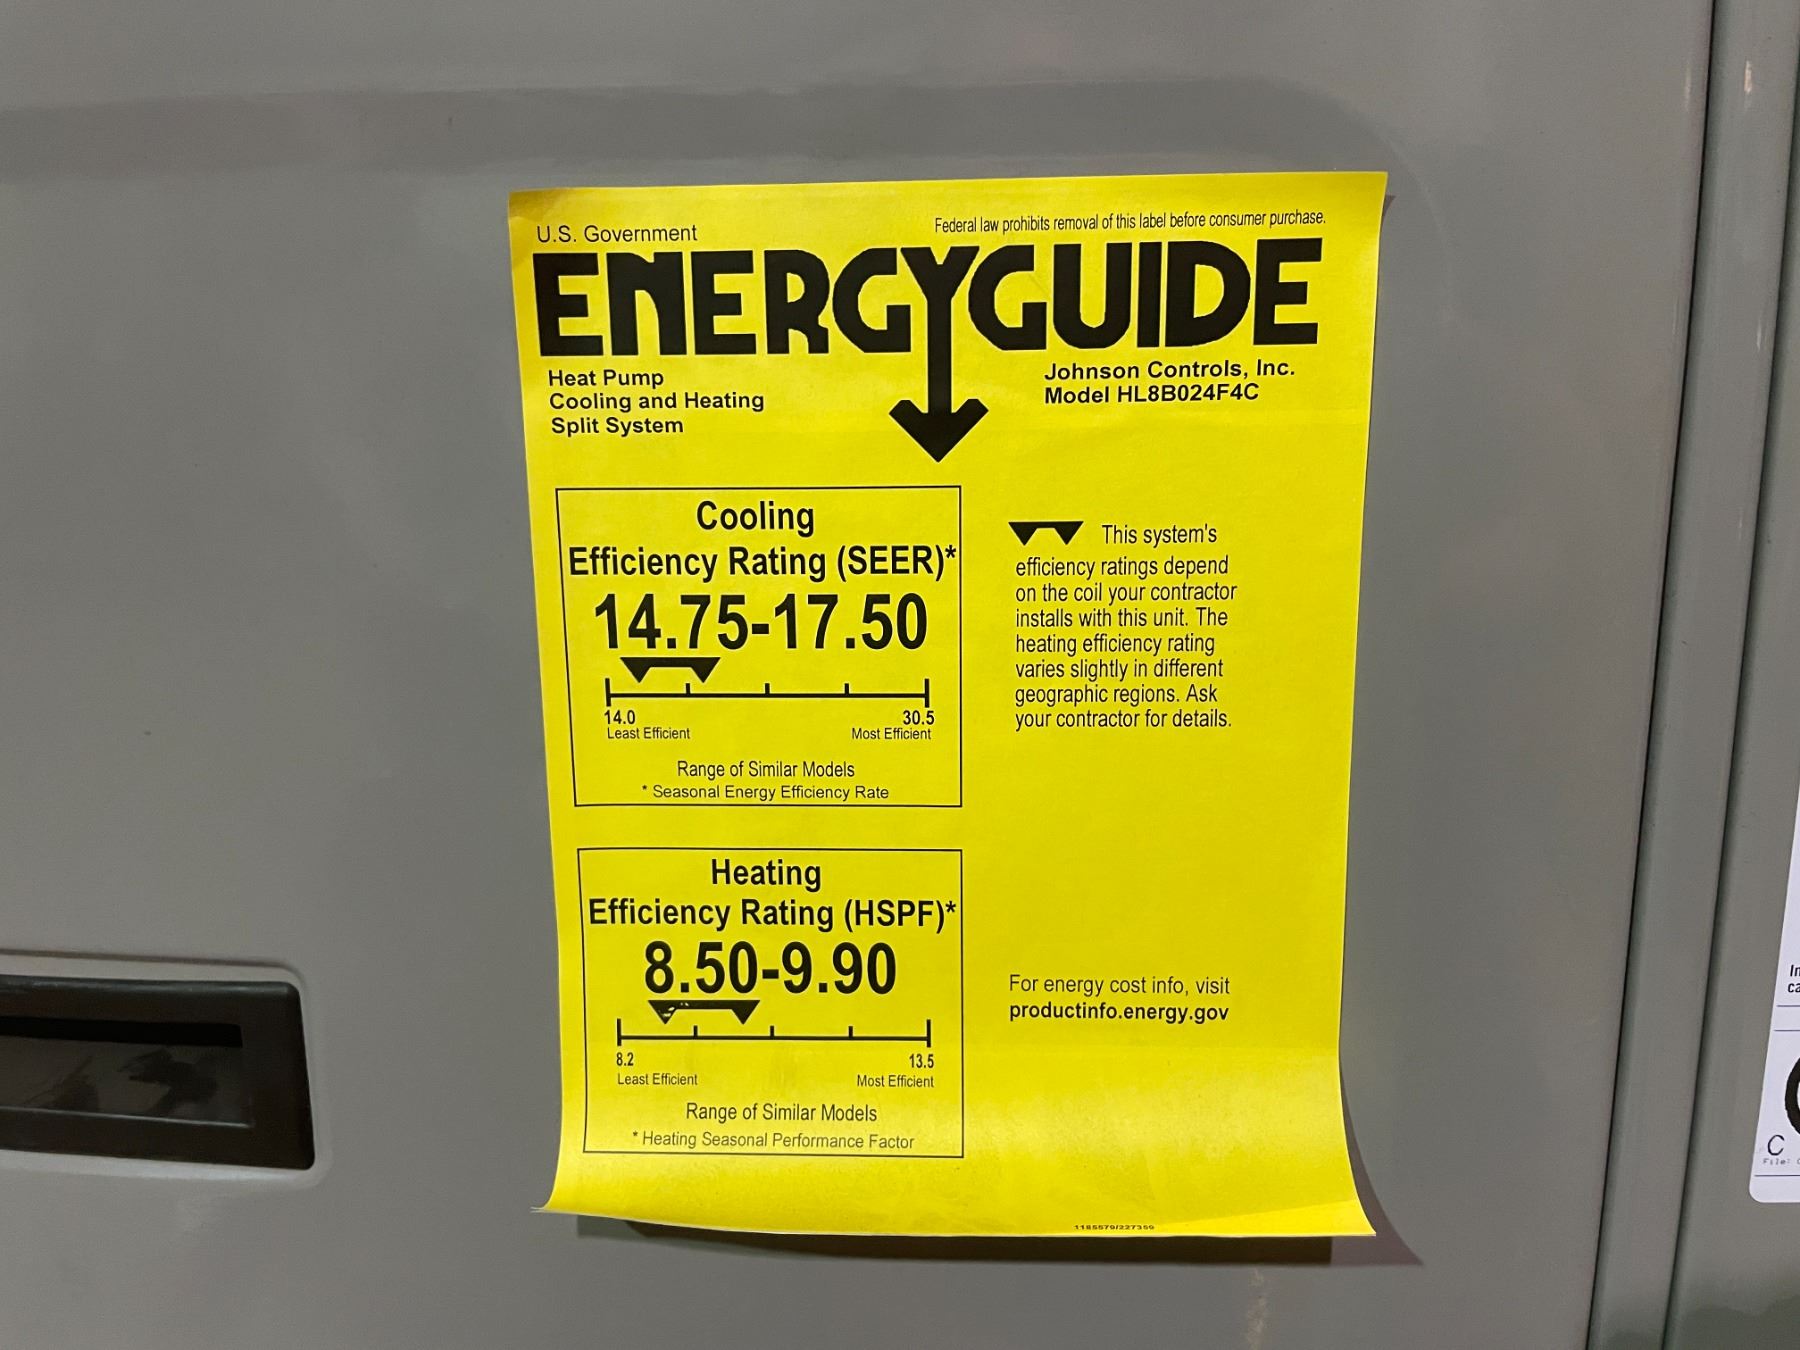 U.S. Government
Federal law prohibits removal of this label before consumer purchase.
ENERGYGUIDE
Heat Pump
Cooling and Heating
Split System
Johnson Controls, Inc.
Model HL8B024F4C
Cooling
Efficiency Rating (SEER)*
14.75-17.50
14.0
30.5
Least Efficient
Most Efficient
Range of Similar Models
* Seasonal Energy Efficiency Rate
This system's
efficiency ratings depend
on the coil your contractor
installs with this unit. The
heating efficiency rating
varies slightly in different
geographic regions. Ask
your contractor for details.
Heating
Efficiency Rating (HSPF)*
8.50-9.90
8.2
13.5
Least Efficient
Most Efficient
Range of Similar Models
* Heating Seasonal Performance Factor
For energy cost info, visit
productinfo.energy.gov
1185579/227359
C
File: